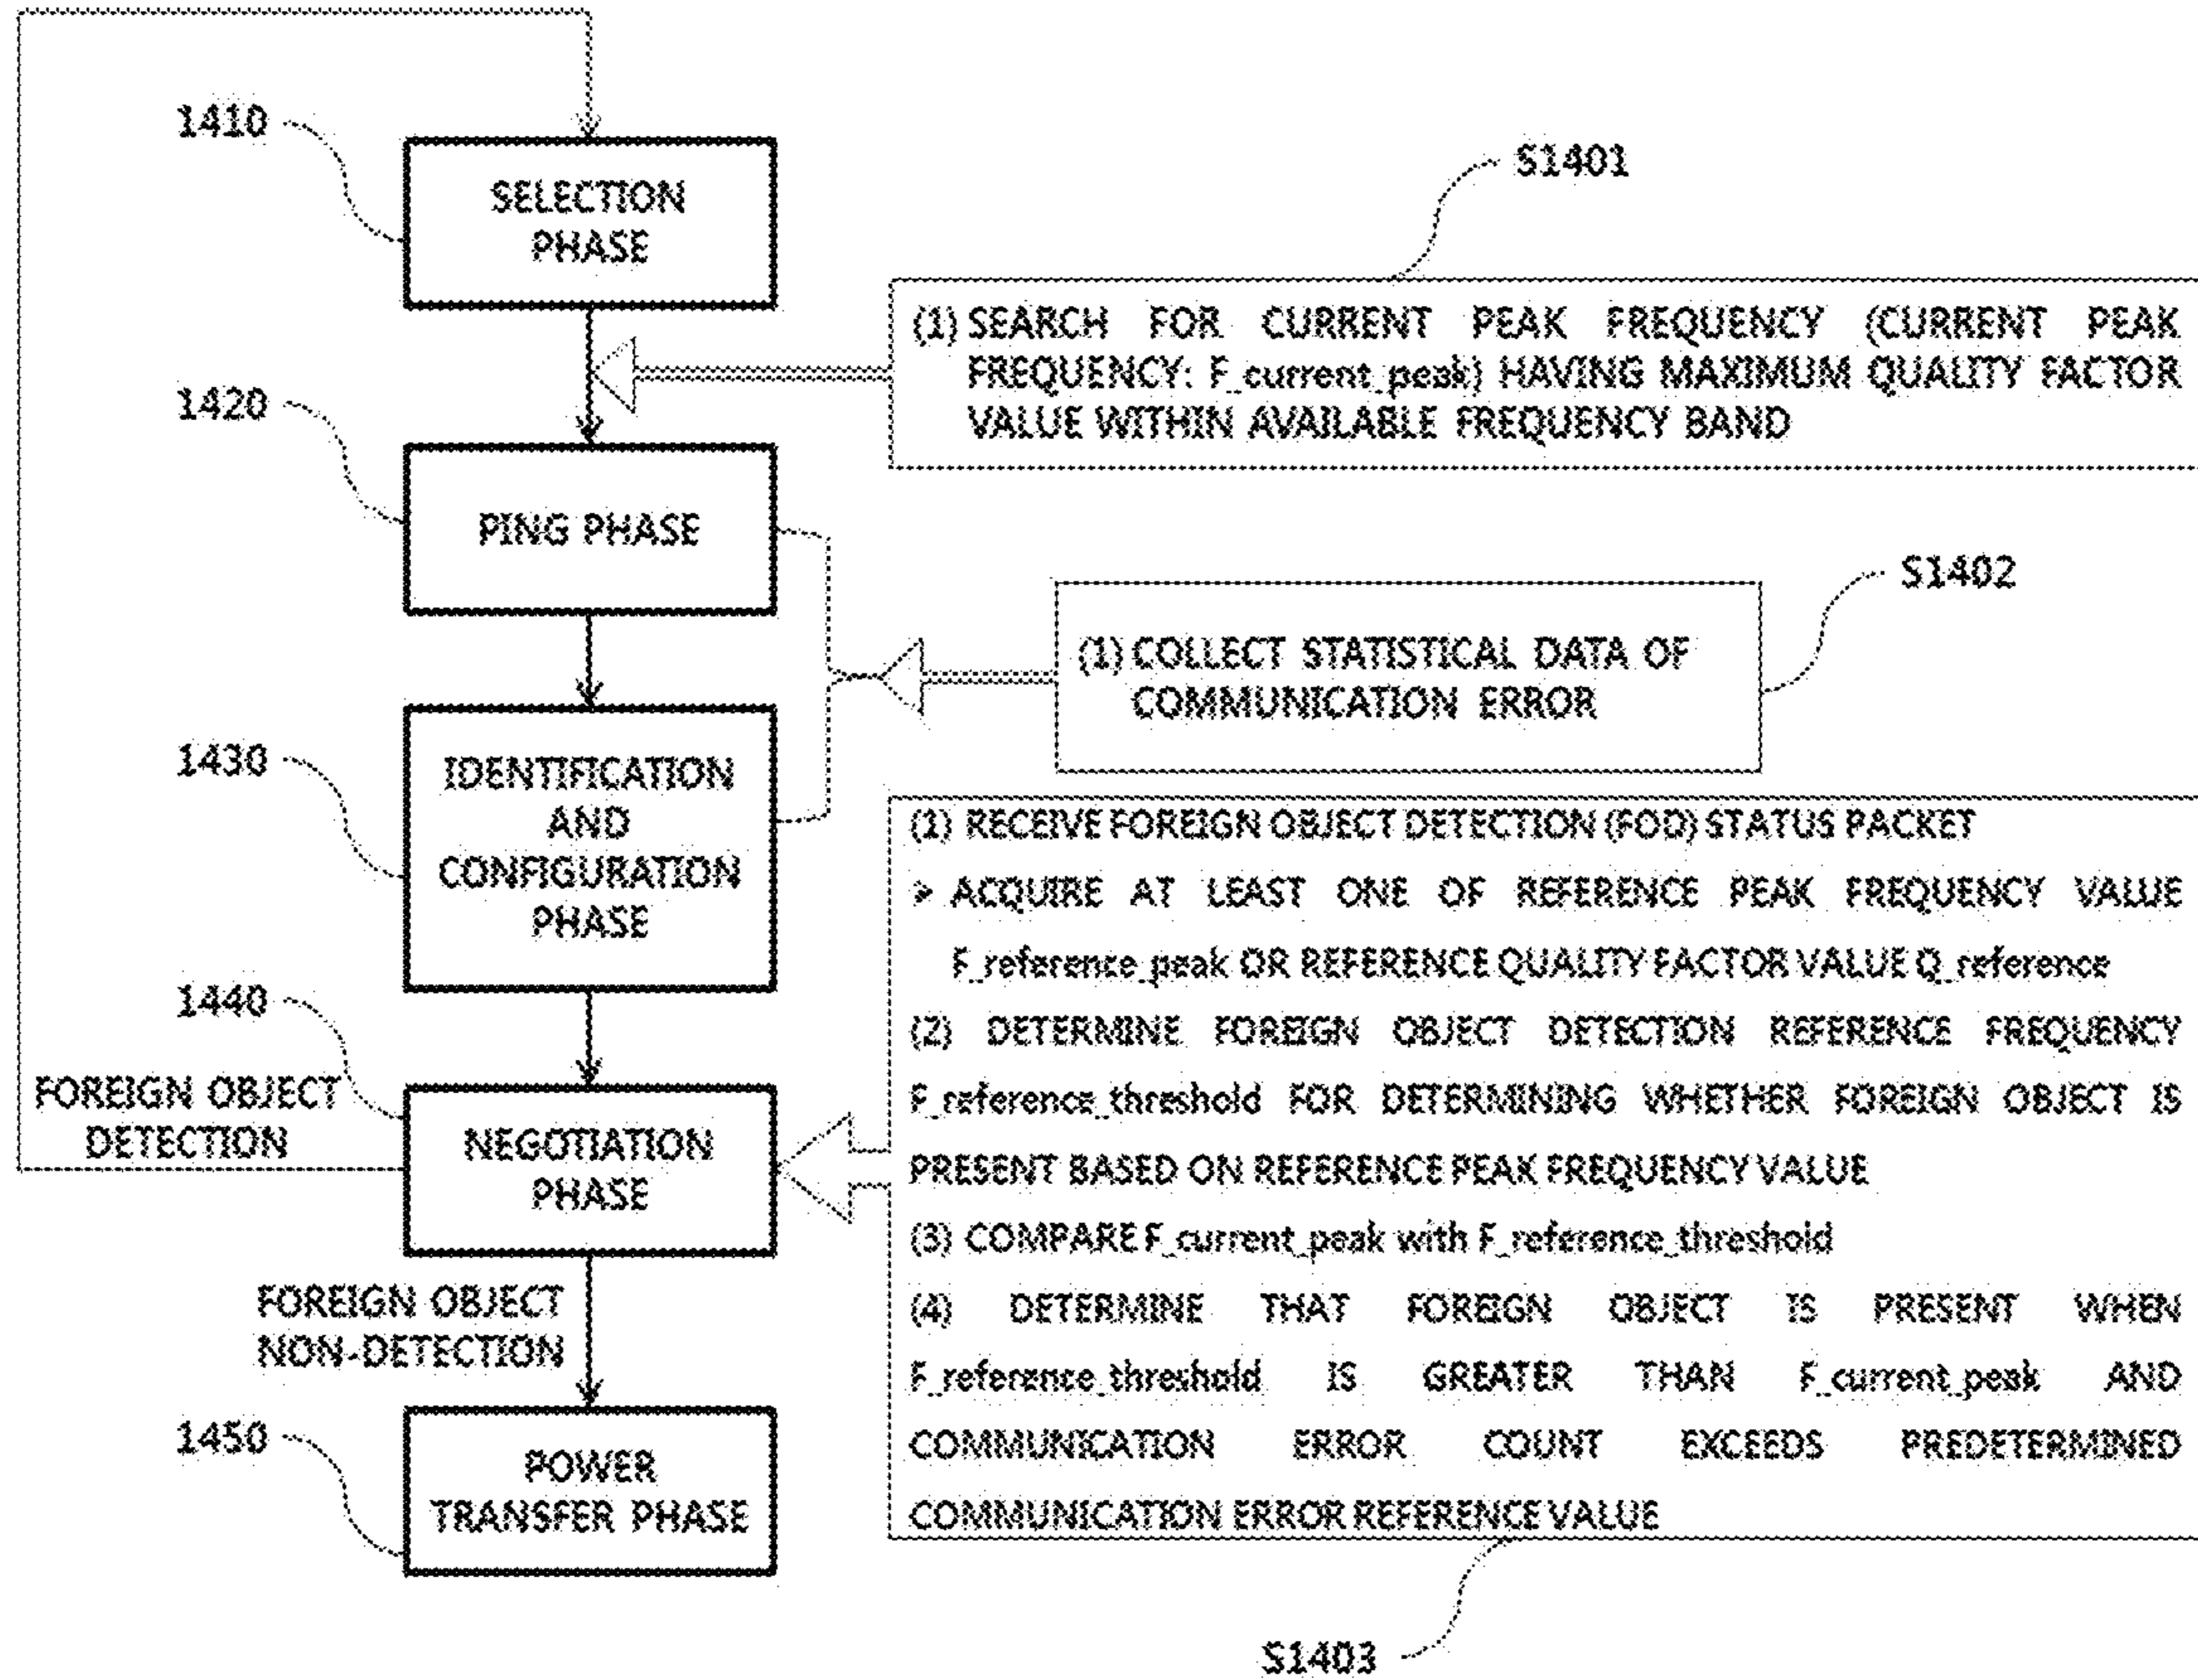 1410
SELECTION
PHASE
S1401
(1) SEARCH FOR CURRENT PEAK FREQUENCY (CURRENT PEAK
FREQUENCY: F_current_peak) HAVING MAXIMUM QUALITY FACTOR
VALUE WITHIN AVAILABLE FREQUENCY BAND
1420
PING PHASE
S1402
(1) COLLECT STATISTICAL DATA OF
COMMUNICATION ERROR
1430
IDENTIFICATION
AND
CONFIGURATION
PHASE
1440
FOREIGN OBJECT
DETECTION
NEGOTIATION
PHASE
(1) RECEIVE FOREIGN OBJECT DETECTION (FOD) STATUS PACKET
> ACQUIRE AT LEAST ONE OF REFERENCE PEAK FREQUENCY VALUE
F_reference_peak OR REFERENCE QUALITY FACTOR VALUE Q_reference
(2) DETERMINE FOREIGN OBJECT DETECTION REFERENCE FREQUENCY
F_reference_threshold FOR DETERMINING WHETHER FOREIGN OBJECT IS
PRESENT BASED ON REFERENCE PEAK FREQUENCY VALUE
(3) COMPARE F_current_peak with F_reference_threshold
(4) DETERMINE THAT FOREIGN OBJECT IS PRESENT WHEN
F_reference_threshold IS GREATER THAN F_current_peak AND
COMMUNICATION ERROR COUNT EXCEEDS PREDETERMINED
COMMUNICATION ERROR REFERENCE VALUE
FOREIGN OBJECT
NON-DETECTION
1450
POWER
TRANSFER PHASE
S1403